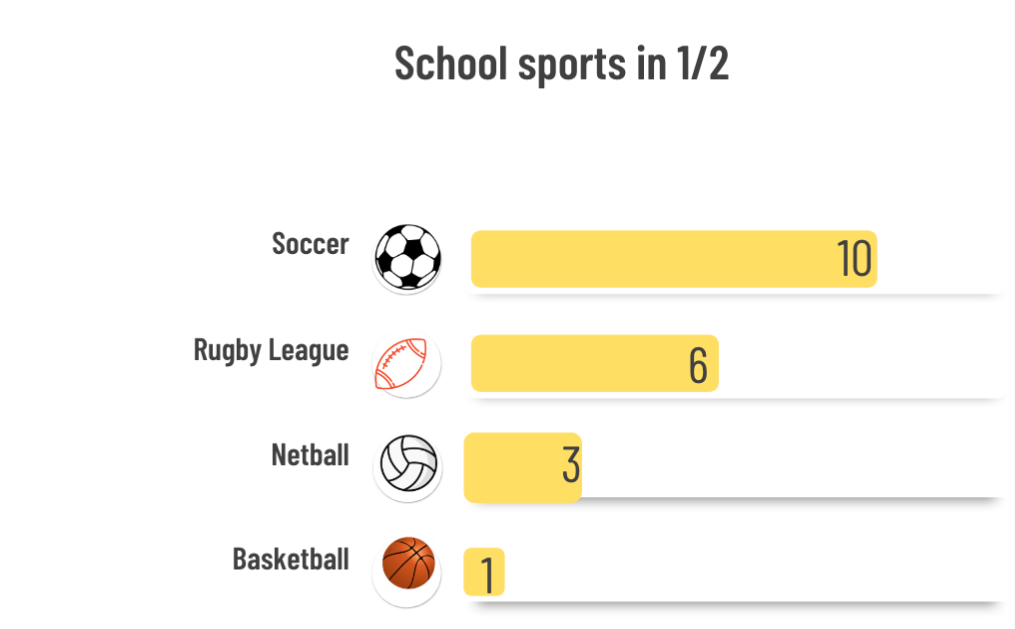 School sports in 1/2
Soccer
10
Rugby League
6
Netball
3
Basketball
1